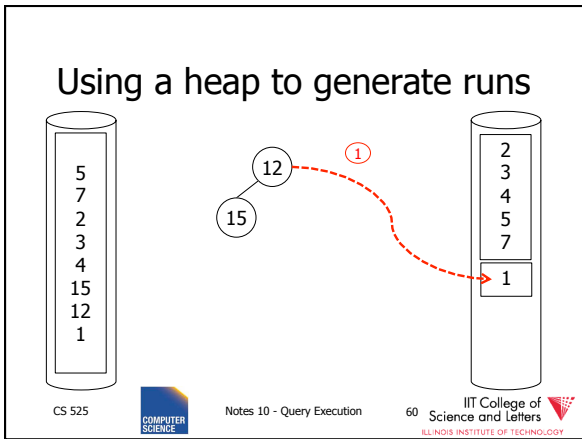 Using a heap to generate runs
5
7
2
3
4
15
12
1
12
15
1
2
3
4
5
7
1
CS 525
COMPUTER
SCIENCE
Notes 10 - Query Execution
60
IIT College of
Science and Letters
ILLINOIS INSTITUTE OF TECHNOLOGY